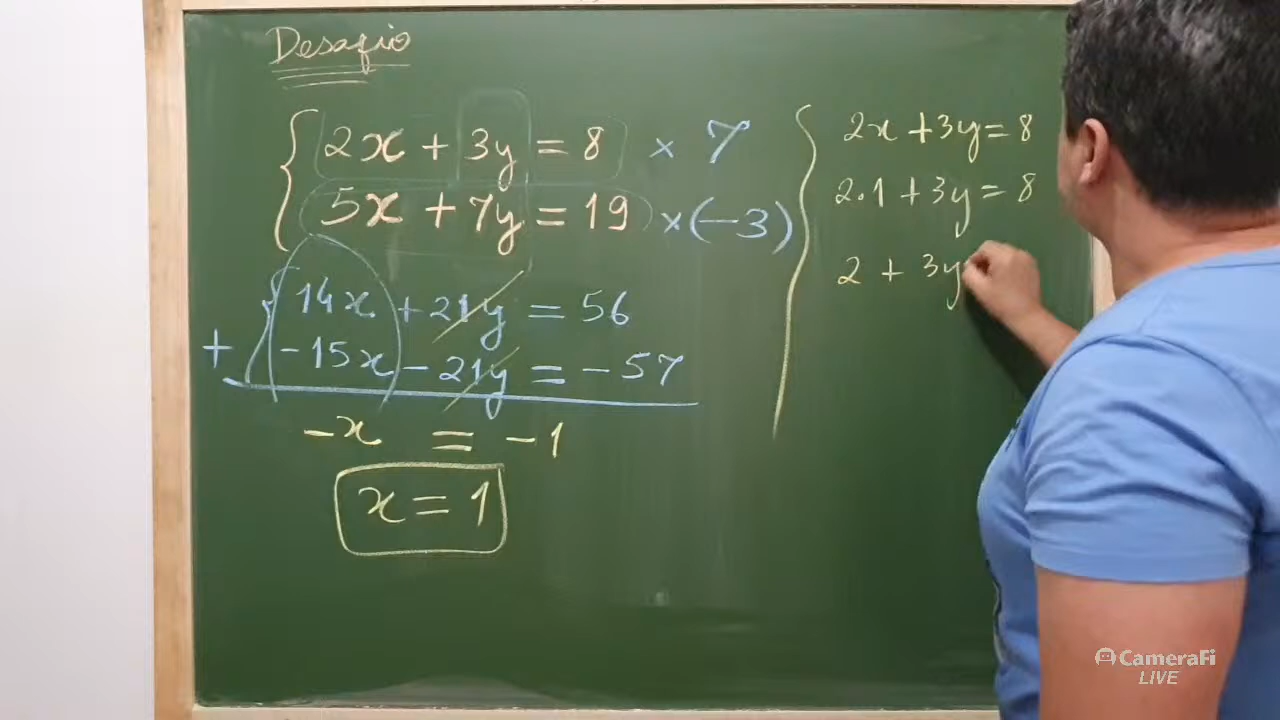 Desafio
2x + 3y = 8 × 7
5x + 7y = 19 × (-3)
14x + 21y = 56
+ -15x - 21y = -57
-x = -1
x = 1
2x + 3y = 8
2.1 + 3y = 8
2 + 3y
CameraFi
LIVE